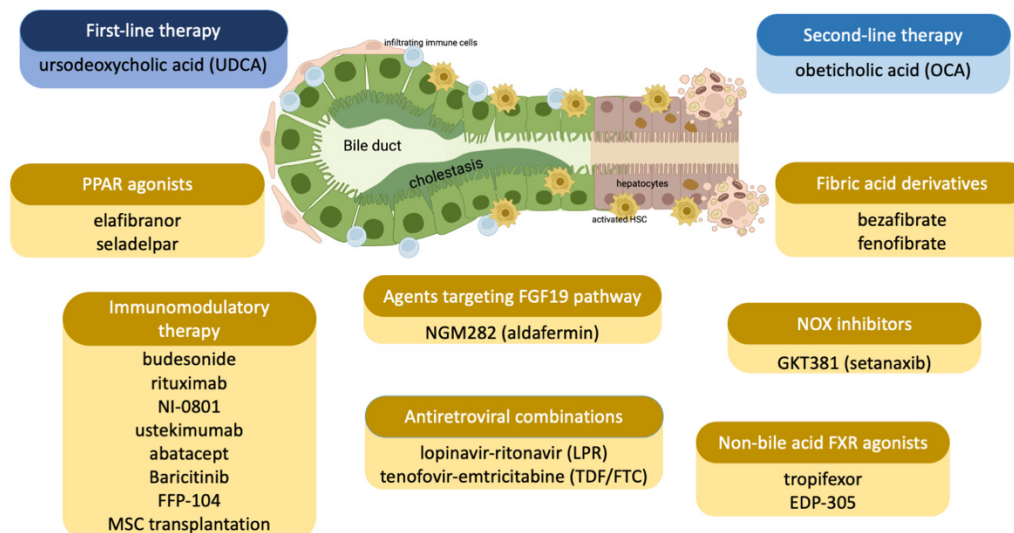 First-line therapy
ursodeoxycholic acid (UDCA)
infiltrating immune cells
Second-line therapy
obeticholic acid (OCA)
Bile duct
cholestasis
hepatocytes
activated HSC
PPAR agonists
elafibranor
seladelpar
Fibric acid derivatives
bezafibrate
fenofibrate
Immunomodulatory
therapy
budesonide
rituximab
NI-0801
ustekimumab
abatacept
Baricitinib
FFP-104
MSC transplantation
Agents targeting FGF19 pathway
NGM282 (aldafermin)
NOX inhibitors
GKT381 (setanaxib)
Antiretroviral combinations
lopinavir-ritonavir (LPR)
tenofovir-emtricitabine (TDF/FTC)
Non-bile acid FXR agonists
tropifexor
EDP-305